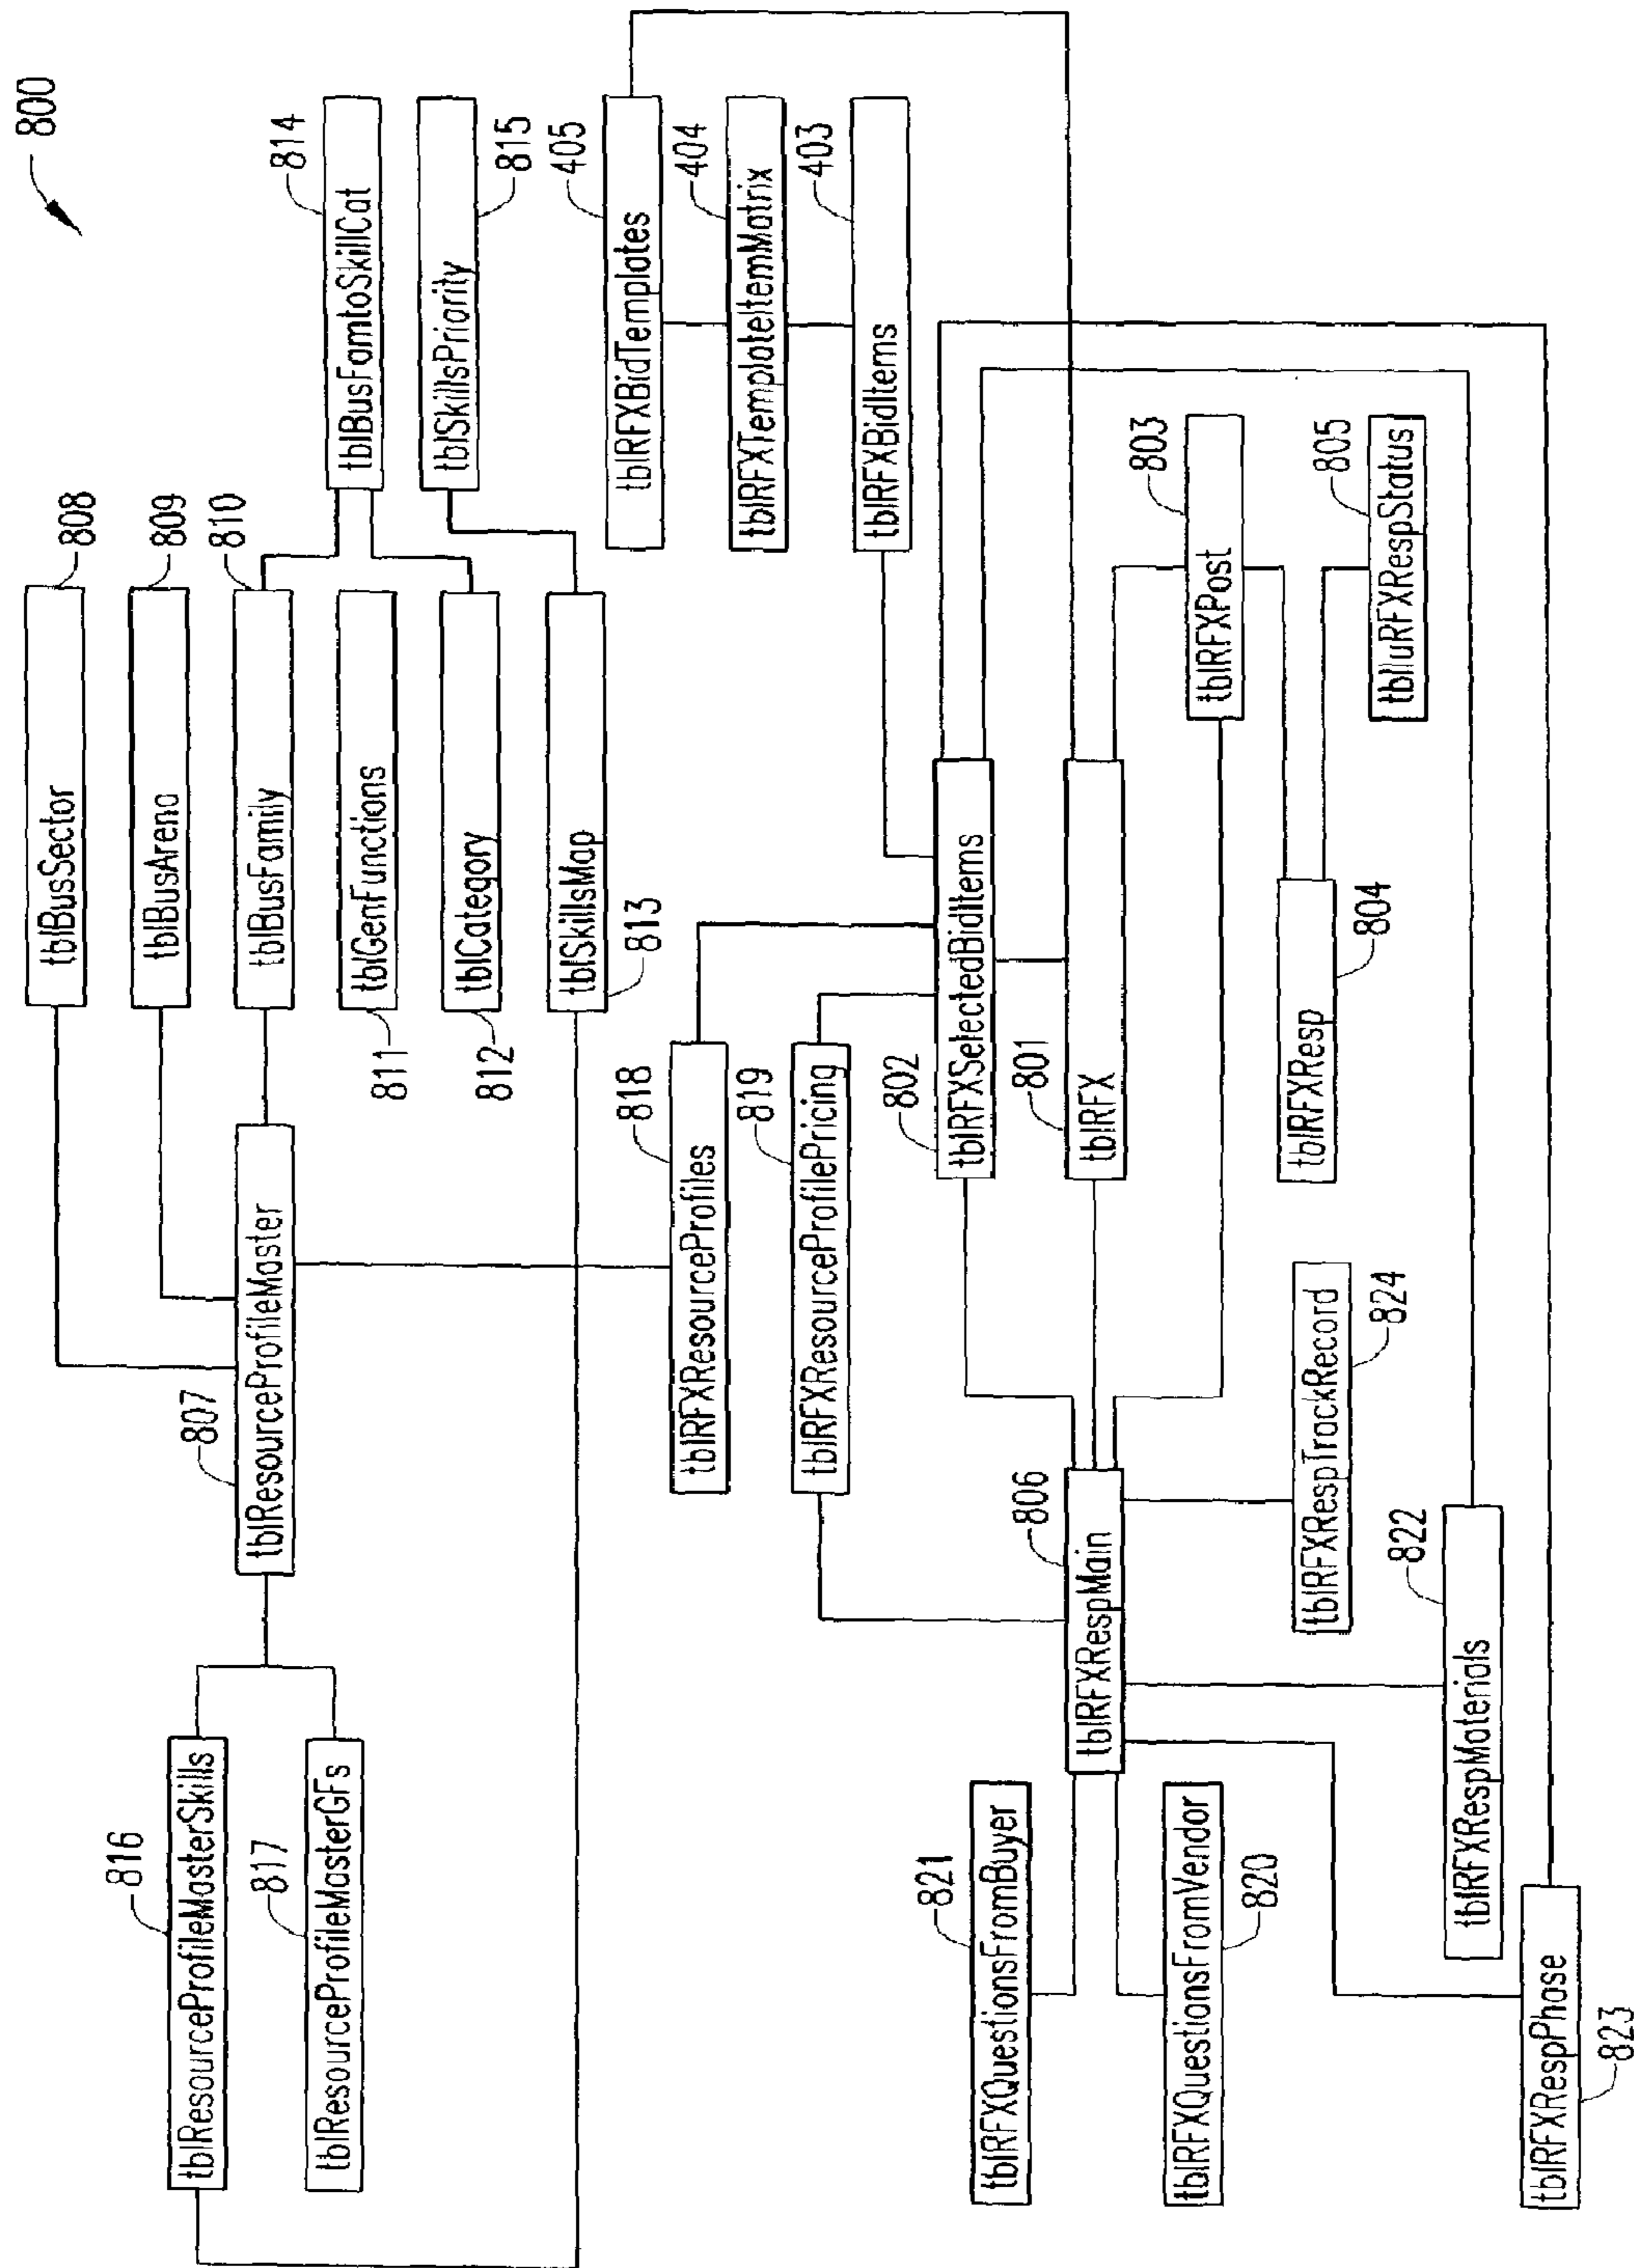 800
tblBusSector
808
tblBusArena
809
tblBusFamily
810
tblGenFunctions
811
tblCategory
812
tblSkillsMap
813
tblBusFamtoSkillCat
814
tblSkillsPriority
815
tblResourceProfileMaster
807
tblResourceProfileMasterSkills
816
tblResourceProfileMasterGFs
817
tblRFXBidTemplates
405
tblRFXTemplateItemMatrix
404
tblRFXBidItems
403
tblRFXResourceProfiles
818
tblRFXResourceProfilePricing
819
tblRFXSelectedBidItems
802
tblRFX
801
tblRFXPost
803
tblRFXResp
804
tblluRFXRespStatus
805
tblRFXRespMain
806
tblRFXQuestionsFromBuyer
821
tblRFXQuestionsFromVendor
820
tblRFXRespTrackRecord
824
tblRFXRespMaterials
822
tblRFXRespPhase
823